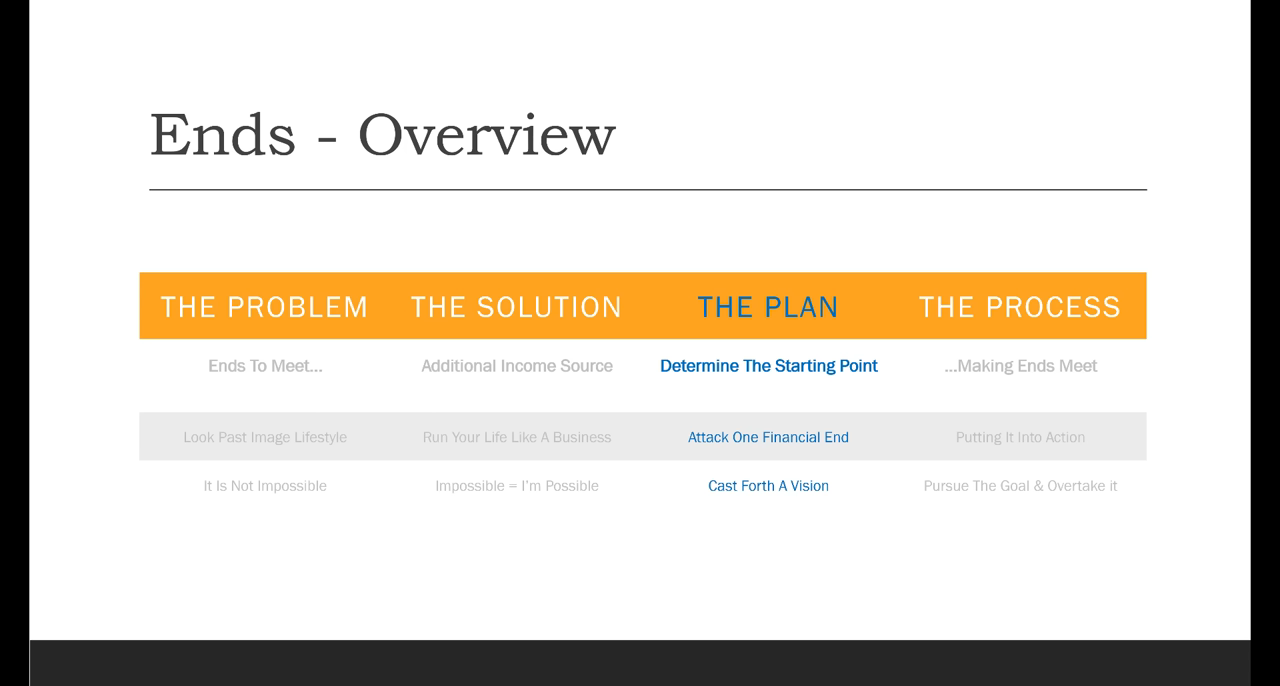 Ends - Overview
THE PROBLEM THE SOLUTION THE PLAN THE PROCESS
Ends To Meet... Additional Income Source Determine The Starting Point ...Making Ends Meet
Look Past Image Lifestyle Run Your Life Like A Business Attack One Financial End Putting It Into Action
It Is Not Impossible Impossible = I'm Possible Cast Forth A Vision Pursue The Goal & Overtake it